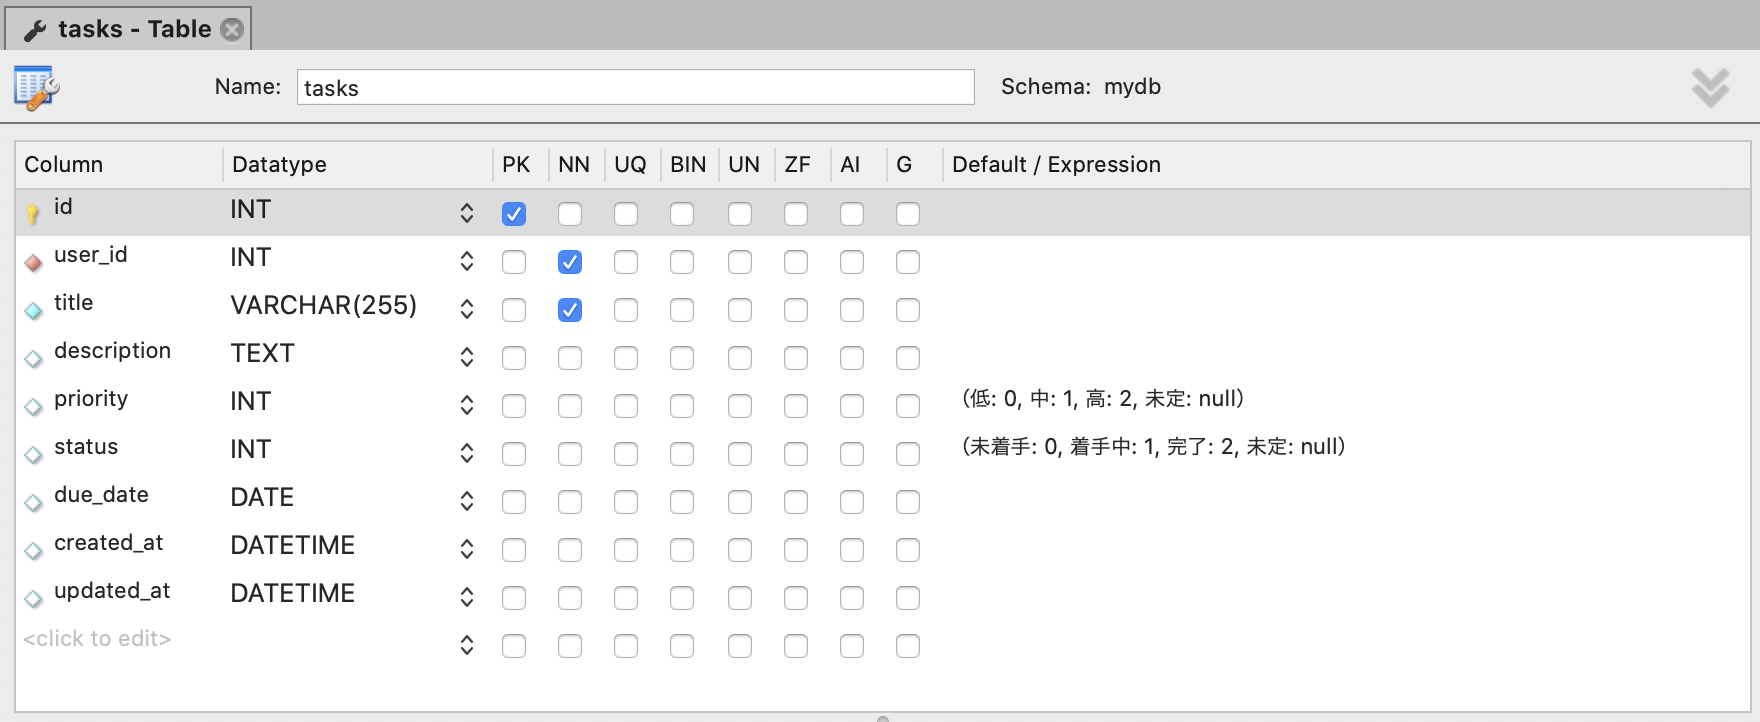 tasks - Table
Name: tasks Schema: mydb
Column Datatype PK NN UQ BIN UN ZF AI G Default / Expression
id INT
user_id INT
title VARCHAR(255)
description TEXT
priority INT （低: 0, 中: 1, 高: 2, 未定: null）
status INT （未着手: 0, 着手中: 1, 完了: 2, 未定: null）
due_date DATE
created_at DATETIME
updated_at DATETIME
<click to edit>